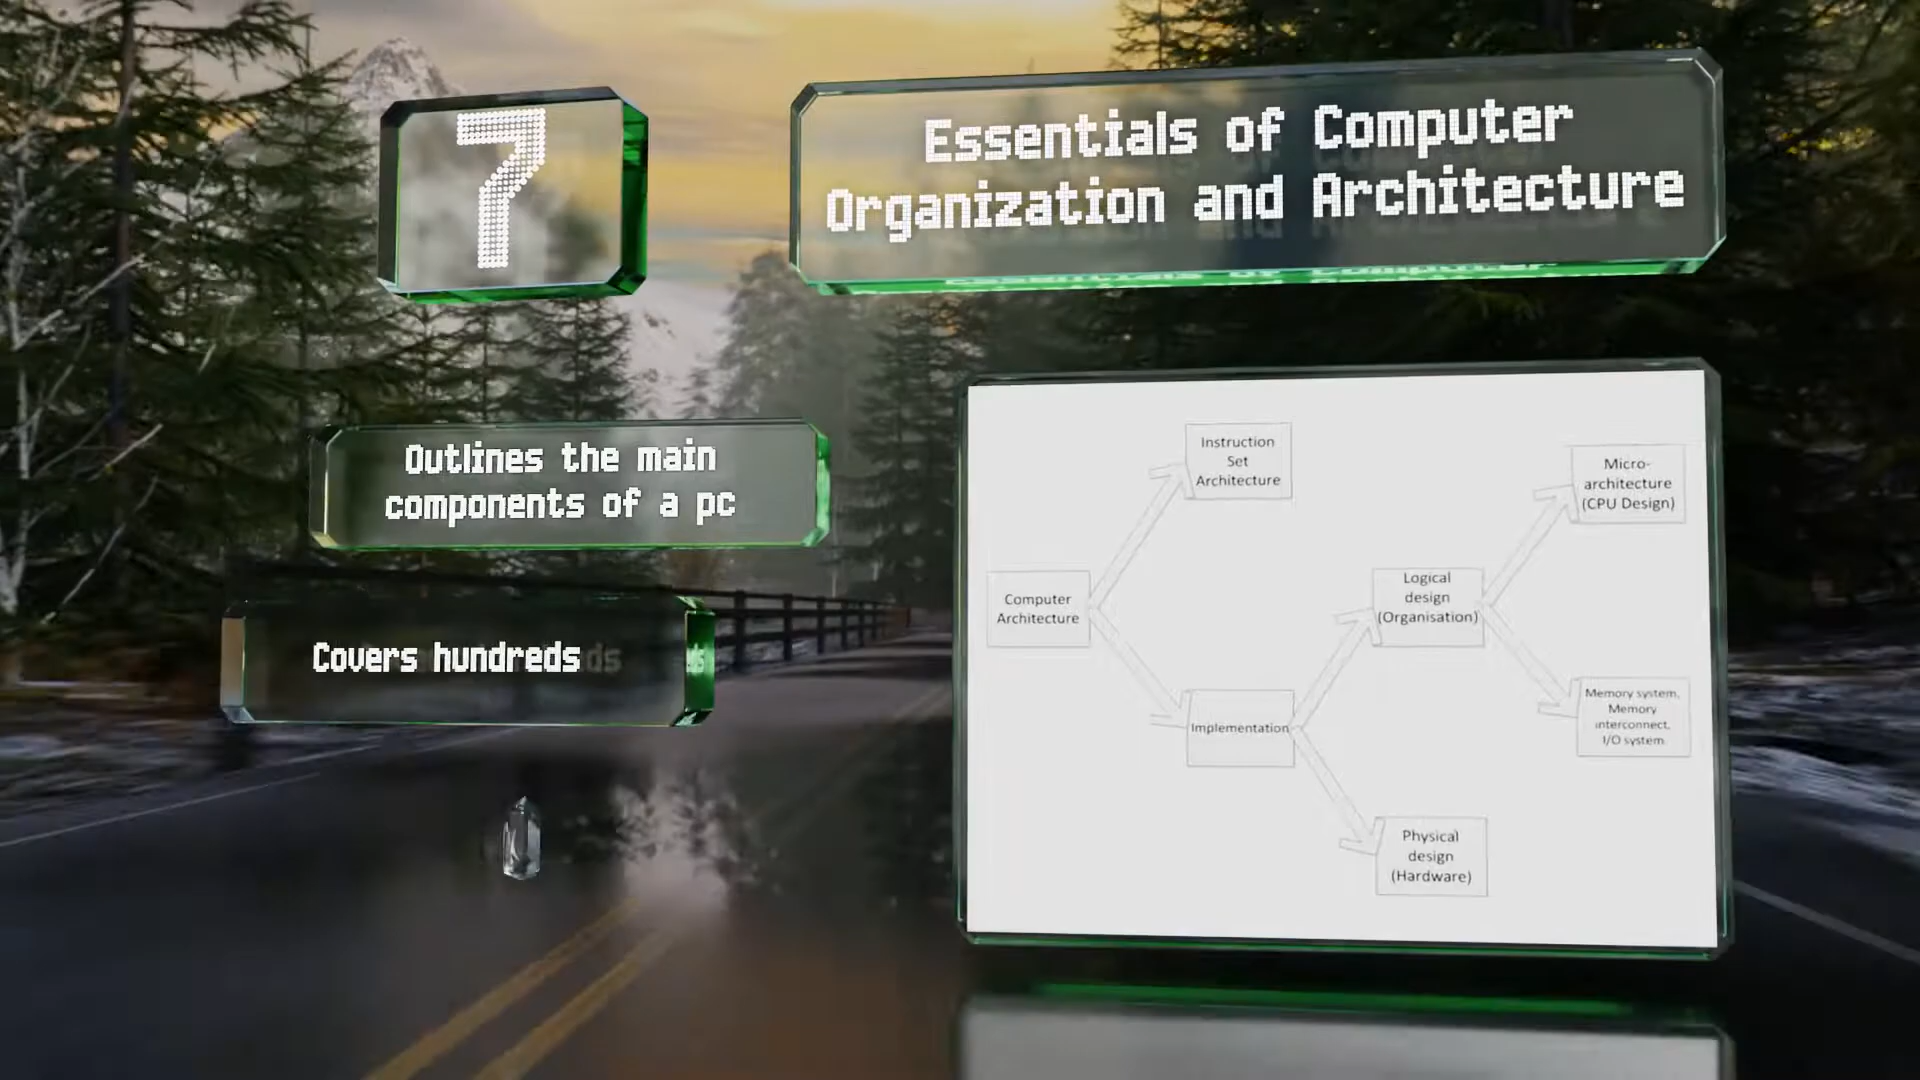 7
Essentials of Computer
Organization and Architecture
Outlines the main
components of a pc
Covers hundreds
Instruction
Set
Architecture
Micro-
architecture
(CPU Design)
Computer
Architecture
Logical
design
(Organisation)
Implementation
Memory system,
Memory
interconnect,
I/O system
Physical
design
(Hardware)